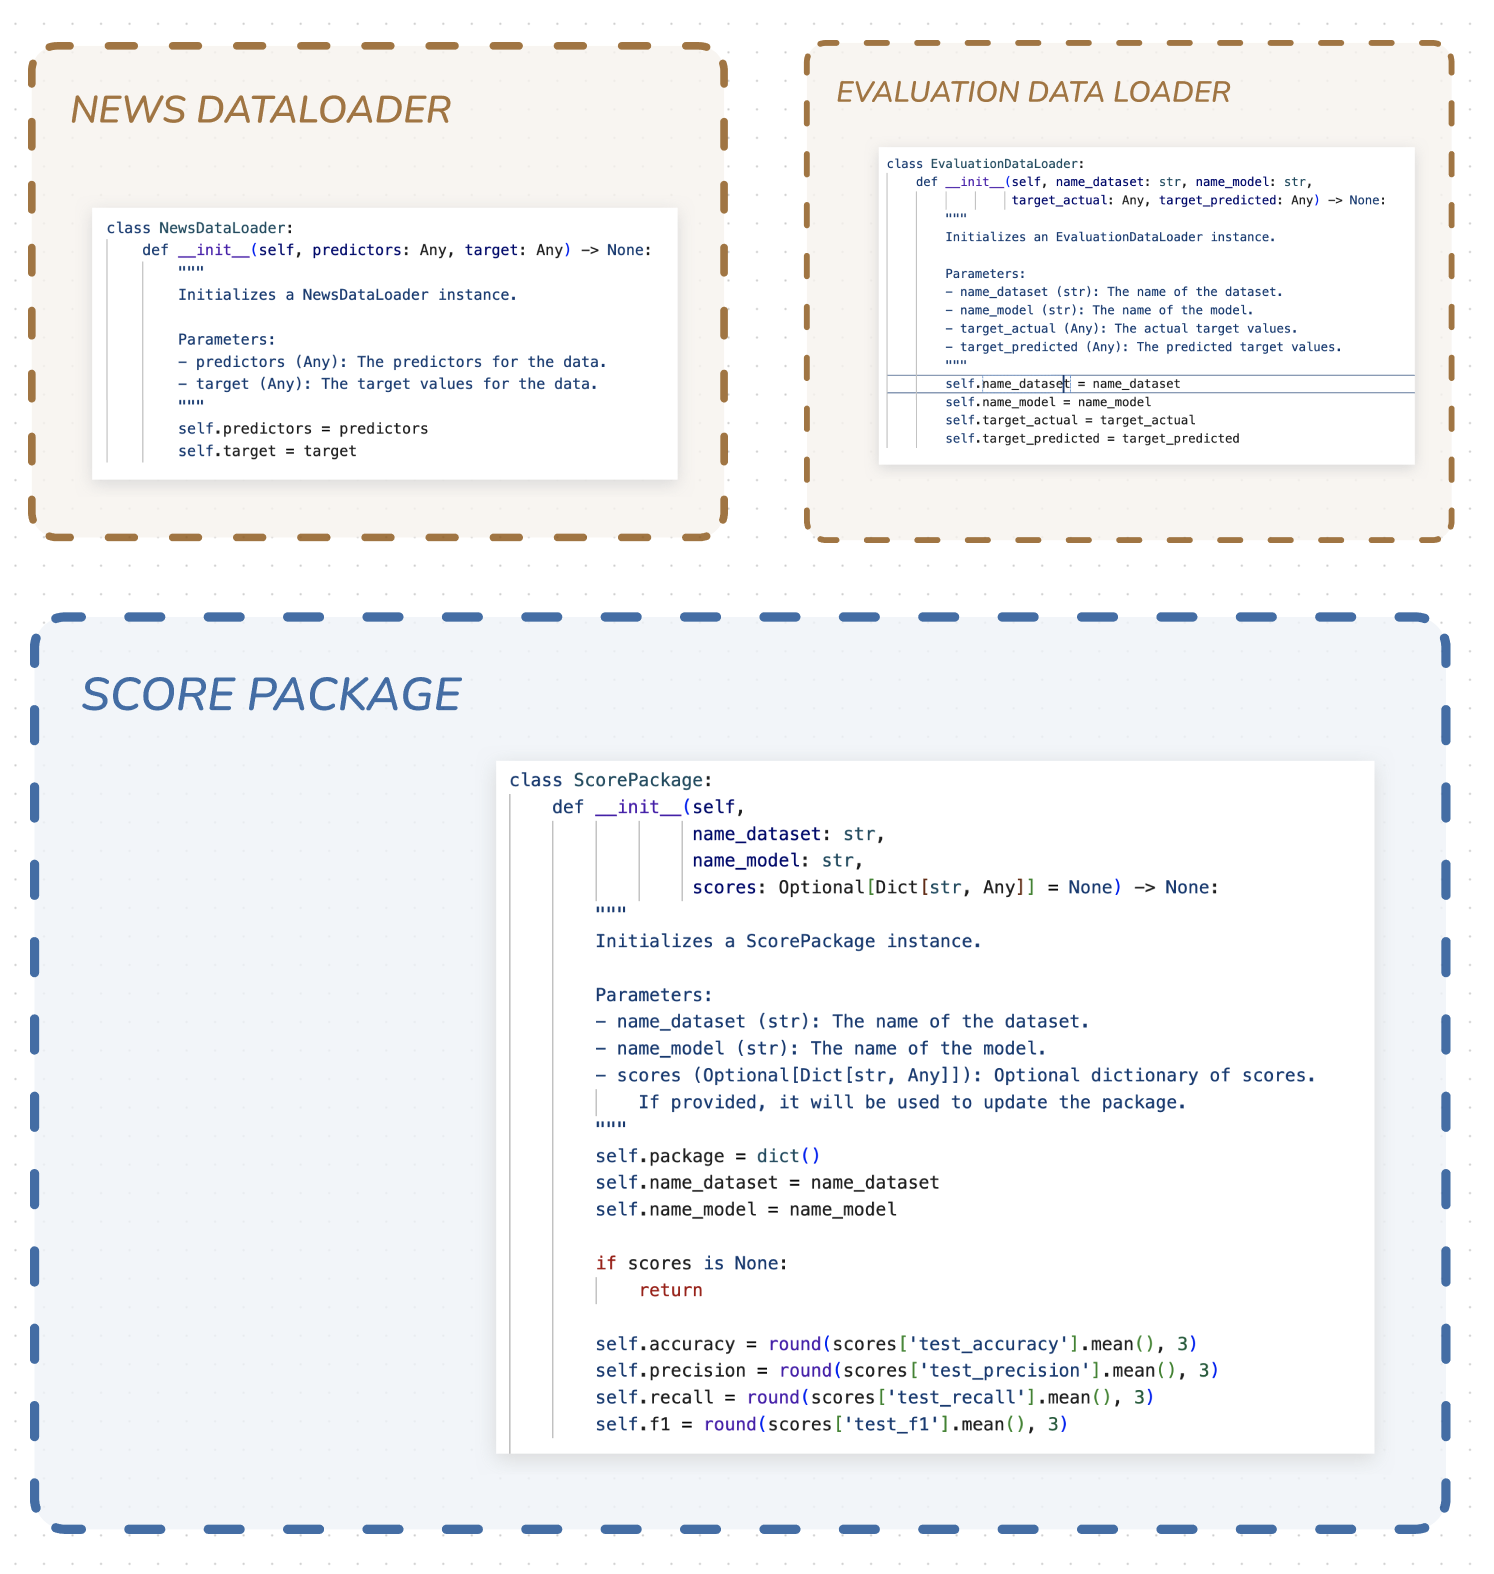 NEWS DATALOADER
class NewsDataLoader:
    def __init__(self, predictors: Any, target: Any) -> None:
        """
        Initializes a NewsDataLoader instance.

        Parameters:
        - predictors (Any): The predictors for the data.
        - target (Any): The target values for the data.
        """
        self.predictors = predictors
        self.target = target
EVALUATION DATA LOADER
class EvaluationDataLoader:
    def __init__(self, name_dataset: str, name_model: str,
                 target_actual: Any, target_predicted: Any) -> None:
        """
        Initializes an EvaluationDataLoader instance.

        Parameters:
        - name_dataset (str): The name of the dataset.
        - name_model (str): The name of the model.
        - target_actual (Any): The actual target values.
        - target_predicted (Any): The predicted target values.
        """
        self.name_dataset = name_dataset
        self.name_model = name_model
        self.target_actual = target_actual
        self.target_predicted = target_predicted
SCORE PACKAGE
class ScorePackage:
    def __init__(self,
                 name_dataset: str,
                 name_model: str,
                 scores: Optional[Dict[str, Any]] = None) -> None:
        """
        Initializes a ScorePackage instance.

        Parameters:
        - name_dataset (str): The name of the dataset.
        - name_model (str): The name of the model.
        - scores (Optional[Dict[str, Any]]): Optional dictionary of scores.
            If provided, it will be used to update the package.
        """
        self.package = dict()
        self.name_dataset = name_dataset
        self.name_model = name_model

        if scores is None:
            return

        self.accuracy = round(scores['test_accuracy'].mean(), 3)
        self.precision = round(scores['test_precision'].mean(), 3)
        self.recall = round(scores['test_recall'].mean(), 3)
        self.f1 = round(scores['test_f1'].mean(), 3)